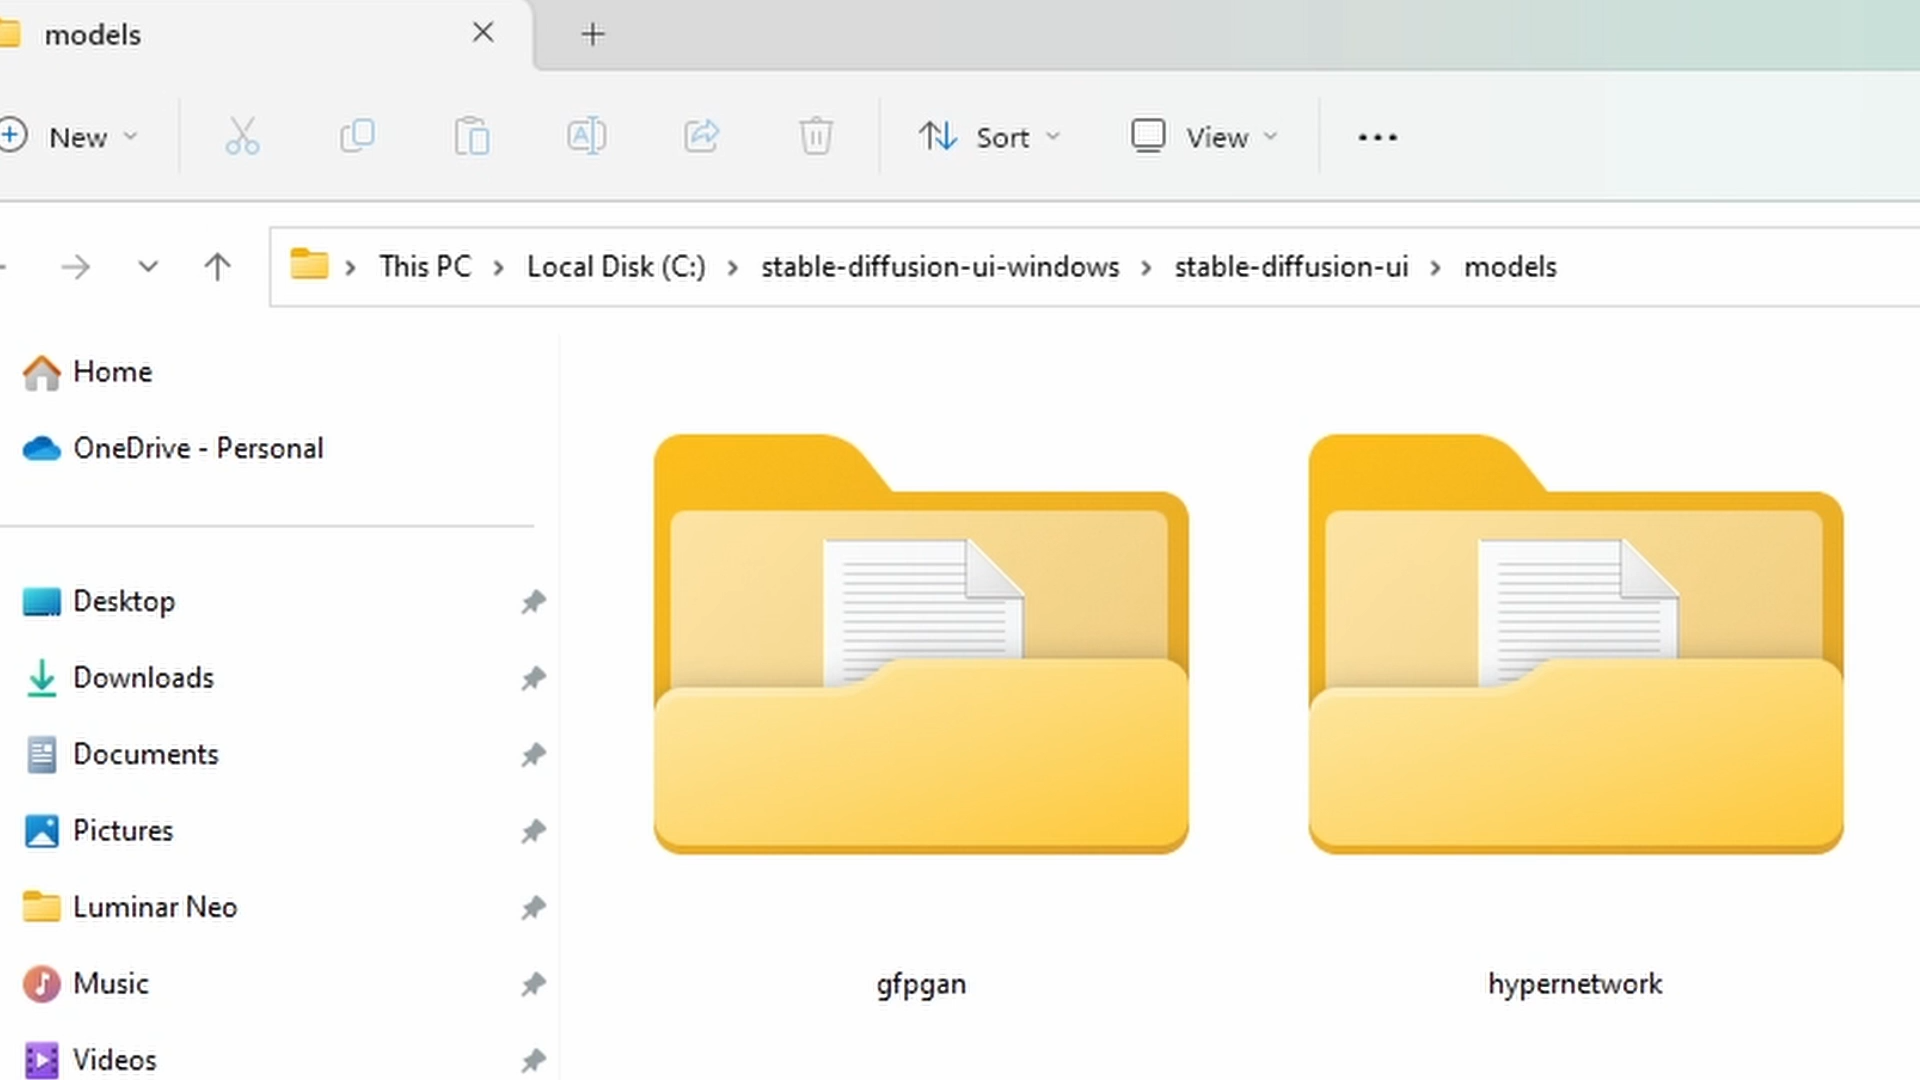 models
New Sort View
This PC Local Disk (C:) stable-diffusion-ui-windows stable-diffusion-ui models
Home
OneDrive - Personal
Desktop
Downloads
Documents
Pictures
Luminar Neo
Music
Videos
gfpgan hypernetwork